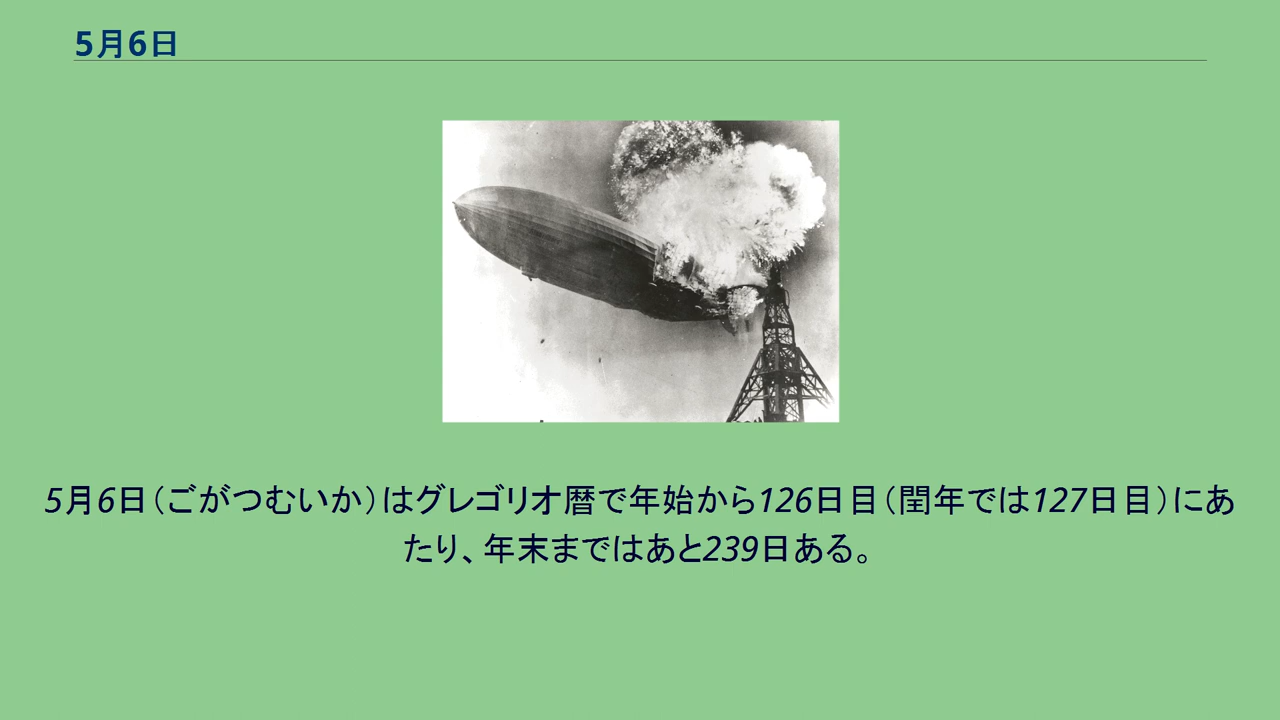 5月6日
5月6日（ごがつむいか）はグレゴリオ暦で年始から126日目（閏年では127日目）にあ
たり、年末まではあと239日ある。